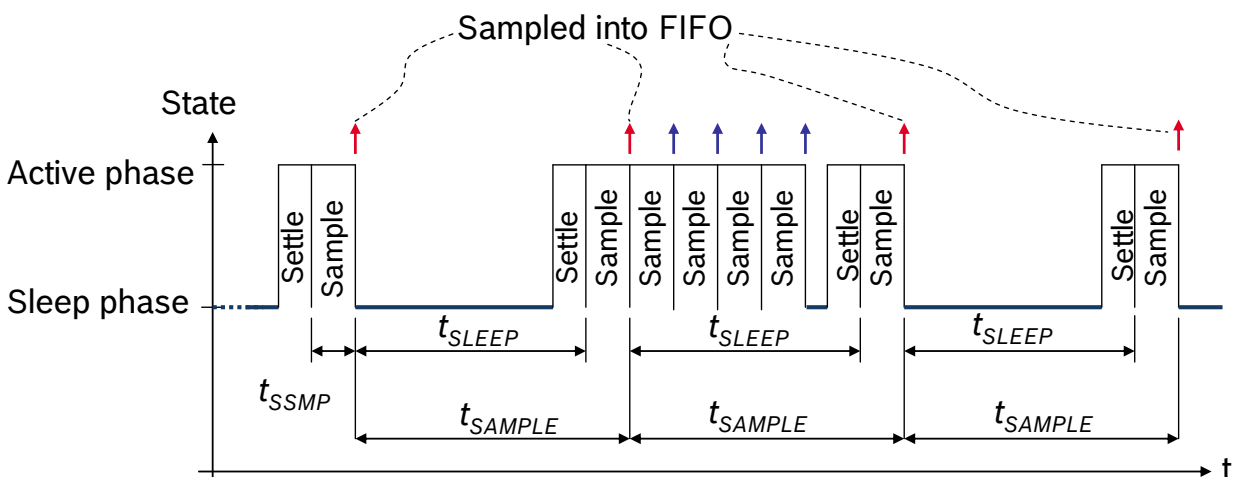 Sampled into FIFO
State
Active phase
Settle
Sample
Settle
Sample
Sample
Sample
Sample
Sample
Settle
Sample
Settle
Sample
Sleep phase
tSLEEP
tSLEEP
tSLEEP
tSSMP
tSAMPLE
tSAMPLE
tSAMPLE
t